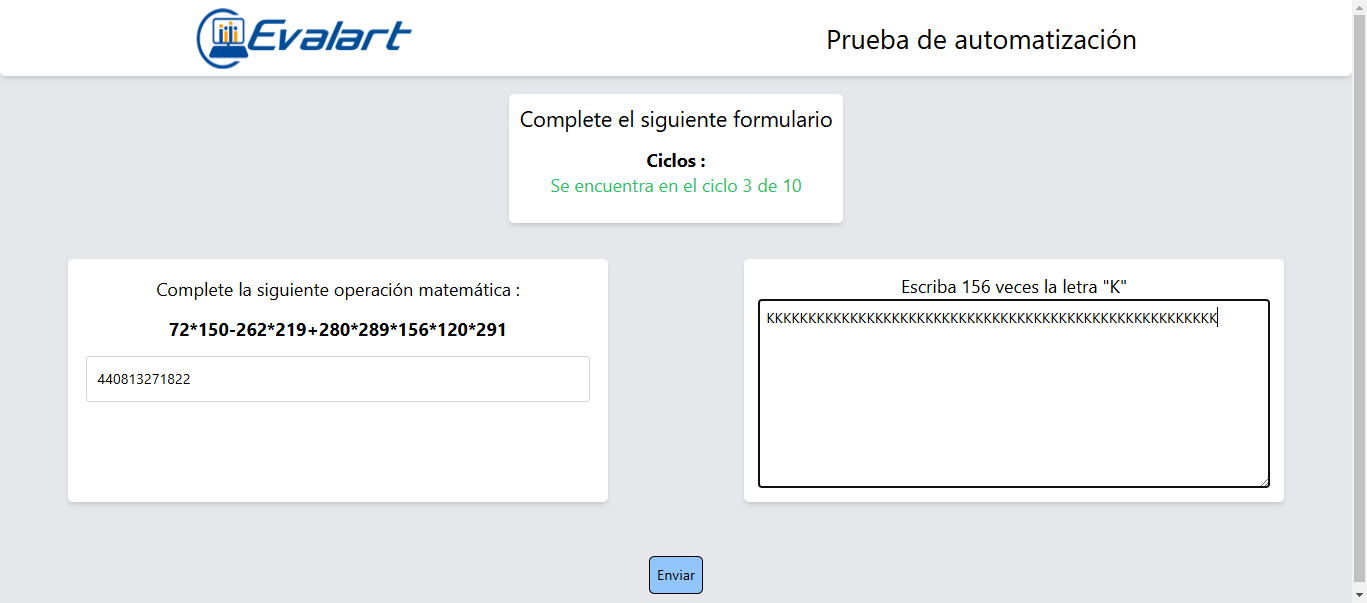 Evalart
Prueba de automatización
Complete el siguiente formulario
Ciclos :
Se encuentra en el ciclo 3 de 10
Complete la siguiente operación matemática :
72*150-262*219+280*289*156*120*291
440813271822
Escriba 156 veces la letra "K"
KKKKKKKKKKKKKKKKKKKKKKKKKKKKKKKKKKKKKKKKKKKKKKKKKKKKKK
Enviar